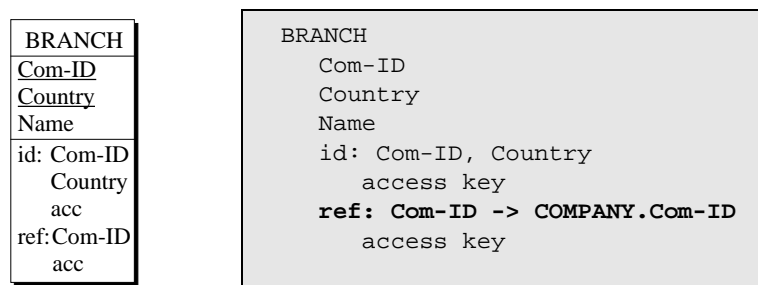 BRANCH
Com-ID
Country
Name
id: Com-ID
Country
acc
ref:Com-ID
acc
BRANCH
Com-ID
Country
Name
id: Com-ID, Country
access key
ref: Com-ID -> COMPANY.Com-ID
access key